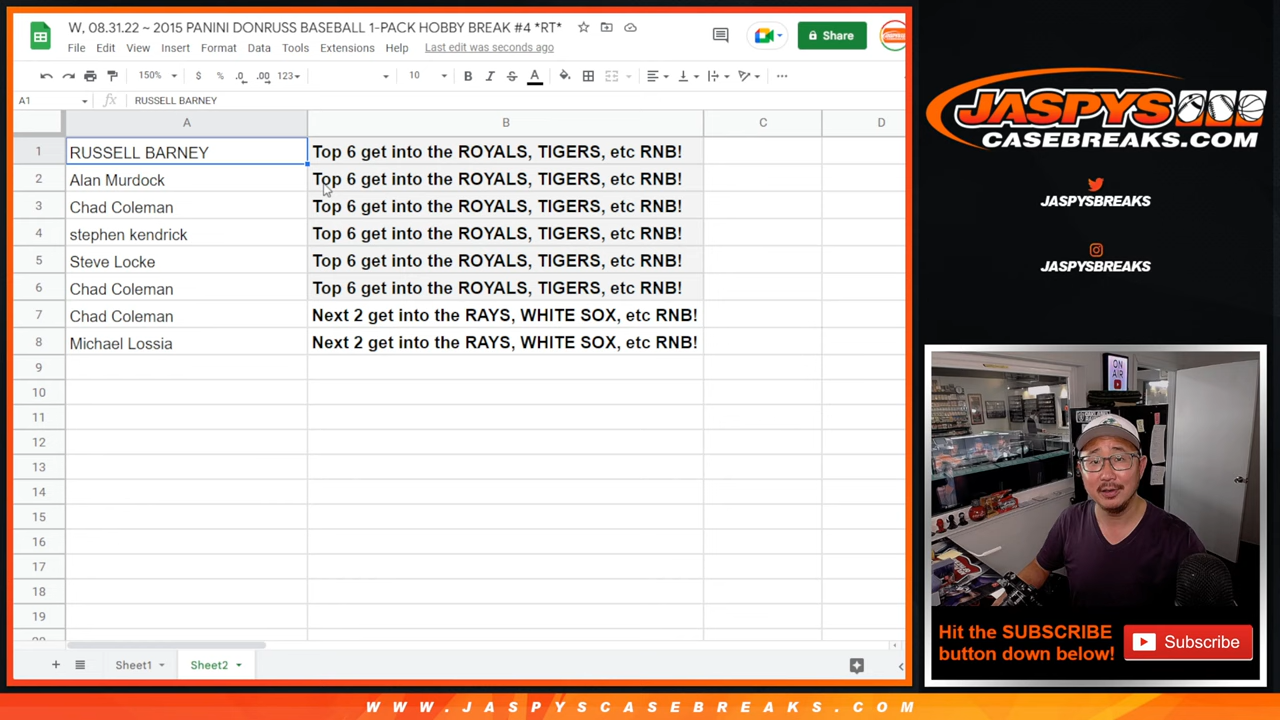 W, 08.31.22 ~ 2015 PANINI DONRUSS BASEBALL 1-PACK HOBBY BREAK #4 *RT*
File Edit View Insert Format Data Tools Extensions Help Last edit was seconds ago
Share
150% $ % .0 .00 123 10 B I S A
A1 fx RUSSELL BARNEY
A B C D
1 RUSSELL BARNEY Top 6 get into the ROYALS, TIGERS, etc RNB!
2 Alan Murdock Top 6 get into the ROYALS, TIGERS, etc RNB!
3 Chad Coleman Top 6 get into the ROYALS, TIGERS, etc RNB!
4 stephen kendrick Top 6 get into the ROYALS, TIGERS, etc RNB!
5 Steve Locke Top 6 get into the ROYALS, TIGERS, etc RNB!
6 Chad Coleman Top 6 get into the ROYALS, TIGERS, etc RNB!
7 Chad Coleman Next 2 get into the RAYS, WHITE SOX, etc RNB!
8 Michael Lossia Next 2 get into the RAYS, WHITE SOX, etc RNB!
9
10
11
12
13
14
15
16
17
18
19
Sheet1 Sheet2
JASPYS
CASEBREAKS.COM
JASPYSBREAKS
JASPYSBREAKS
ON
AIR
Hit the SUBSCRIBE
button down below!
Subscribe
WWW.JASPYSCASEBREAKS.COM